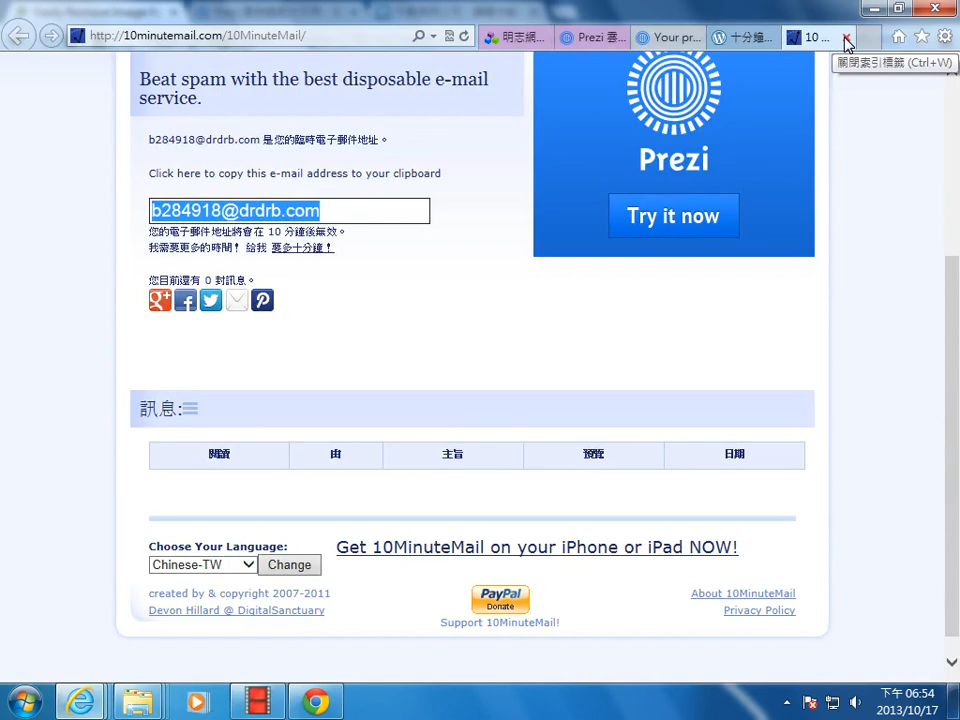 http://10minutemail.com/10MinuteMail/
明志網...
Prezi 雲...
Your pr...
十分鐘...
10 ...
關閉索引標籤 (Ctrl+W)
Beat spam with the best disposable e-mail
service.
b284918@drdrb.com 是您的臨時電子郵件地址。
Click here to copy this e-mail address to your clipboard
b284918@drdrb.com
您的電子郵件地址將會在 10 分鐘後無效。
我需要更多的時間！ 給我 要多十分鐘！
您目前還有 0 封訊息。
Prezi
Try it now
訊息:
閱讀
由
主旨
預覽
日期
Choose Your Language:
Chinese-TW
Change
Get 10MinuteMail on your iPhone or iPad NOW!
created by & copyright 2007-2011
Devon Hillard @ DigitalSanctuary
PayPal
Donate
Support 10MinuteMail!
About 10MinuteMail
Privacy Policy
下午 06:54
2013/10/17